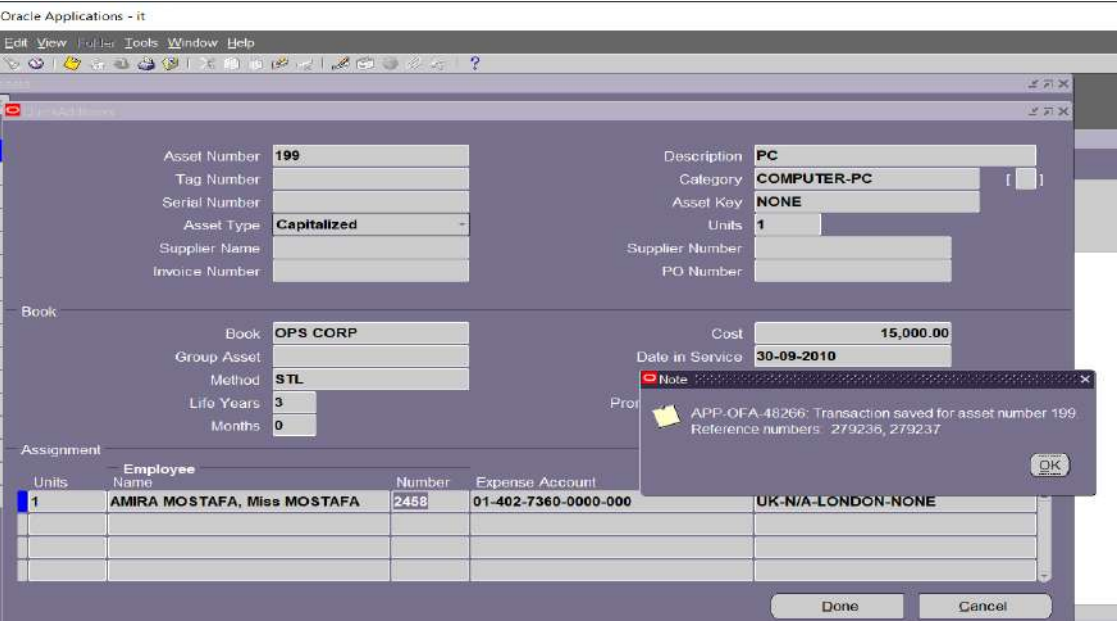 Oracle Applications - it
Edit View Folder Tools Window Help
QuickAdditions
Asset Number 199
Description PC
Tag Number
Category COMPUTER-PC [ ]
Serial Number
Asset Key NONE
Asset Type Capitalized
Units 1
Supplier Name
Supplier Number
Invoice Number
PO Number
Book
Book OPS CORP
Cost 15,000.00
Group Asset
Date in Service 30-09-2010
Method STL
Life Years 3
Months 0
Note
APP-OFA-48266: Transaction saved for asset number 199.
Reference numbers: 279236, 279237
OK
Assignment
Employee
Units Name Number Expense Account
1 AMIRA MOSTAFA, Miss MOSTAFA 2458 01-402-7360-0000-000 UK-N/A-LONDON-NONE
Done Cancel